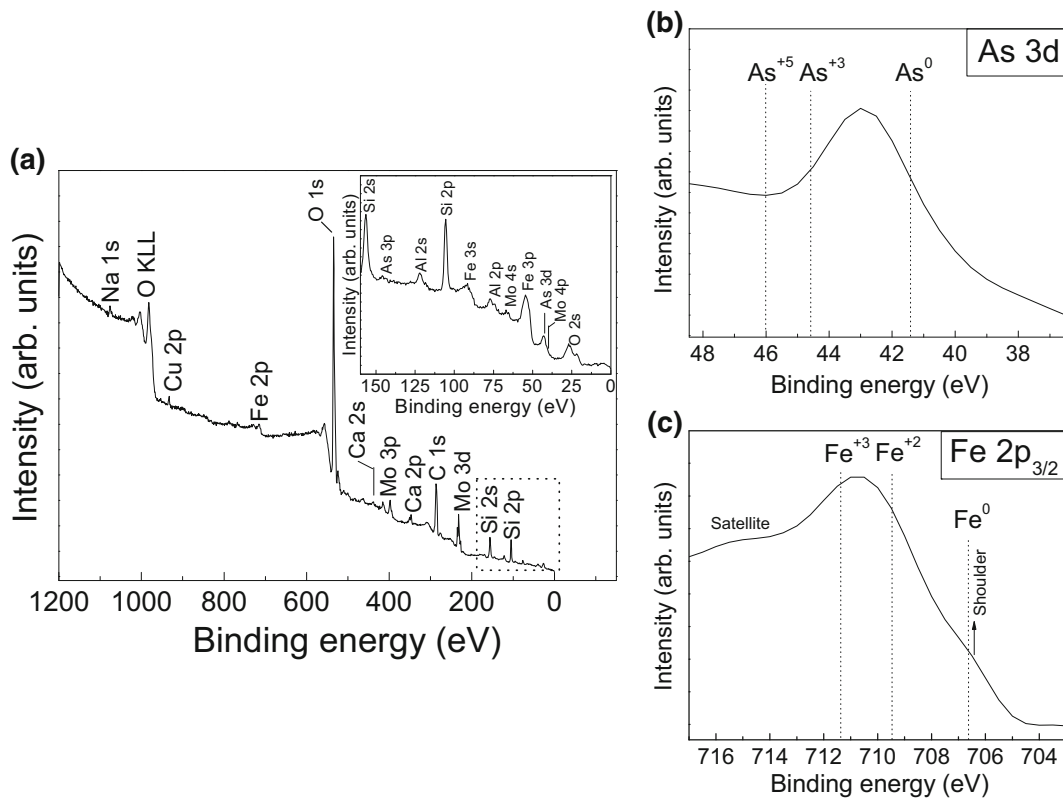 (a)
Intensity (arb. units)
Na 1s
O KLL
Cu 2p
Fe 2p
O 1s
Ca 2s
Mo 3p
Ca 2p
C 1s
Mo 3d
Si 2s
Si 2p
1200 1000 800 600 400 200 0
Binding energy (eV)
Intensity (arb. units)
Si 2s
As 3p
Al 2s
Si 2p
Fe 3s
Al 2p
Mo 4s
Fe 3p
As 3d
Mo 4p
O 2s
160 150 125 100 75 50 25 0
Binding energy (eV)
(b)
As 3d
As+5 As+3 As0
Intensity (arb. units)
48 46 44 42 40 38
Binding energy (eV)
(c)
Fe 2p3/2
Fe+3 Fe+2
Fe0
Satellite
Shoulder
Intensity (arb. units)
716 714 712 710 708 706 704
Binding energy (eV)